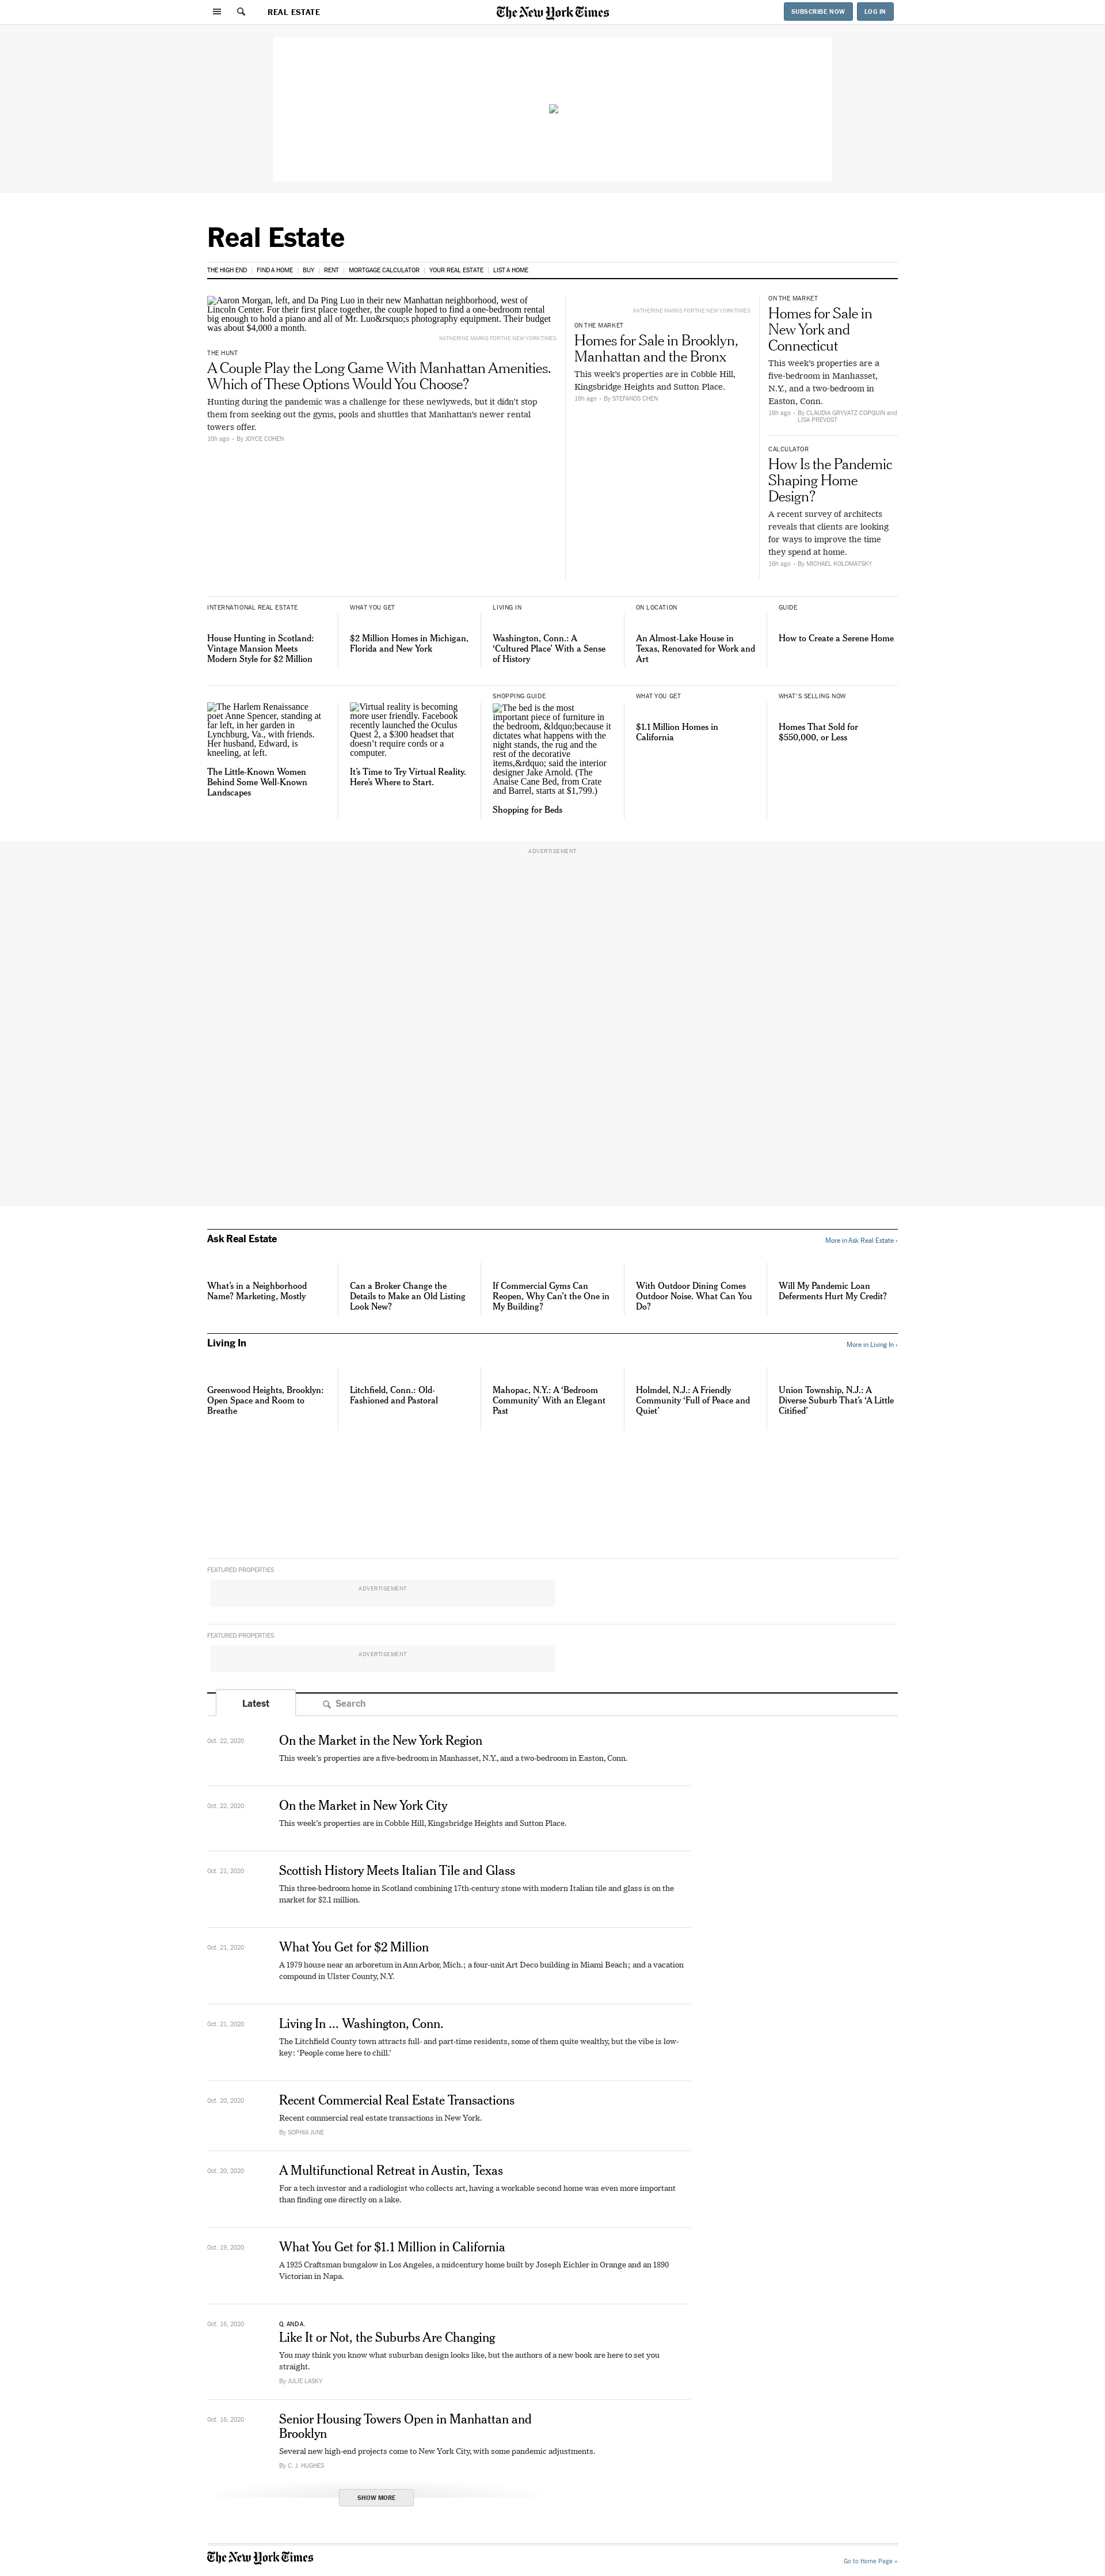 REAL ESTATE
The New York Times
SUBSCRIBE NOW
LOG IN
Real Estate
THE HIGH END
FIND A HOME
BUY
RENT
MORTGAGE CALCULATOR
YOUR REAL ESTATE
LIST A HOME
Aaron Morgan, left, and Da Ping Luo in their new Manhattan neighborhood, west of
Lincoln Center. For their first place together, the couple hoped to find a one-bedroom rental
big enough to hold a piano and all of Mr. Luo&rsquo;s photography equipment. Their budget
was about $4,000 a month.
KATHERINE MARKS FOR THE NEW YORK TIMES
THE HUNT
A Couple Play the Long Game With Manhattan Amenities.
Which of These Options Would You Choose?
Hunting during the pandemic was a challenge for these newlyweds, but it didn't stop
them from seeking out the gyms, pools and shuttles that Manhattan's newer rental
towers offer.
10h ago • By JOYCE COHEN
KATHERINE MARKS FOR THE NEW YORK TIMES
ON THE MARKET
Homes for Sale in Brooklyn,
Manhattan and the Bronx
This week's properties are in Cobble Hill,
Kingsbridge Heights and Sutton Place.
16h ago • By STEFANOS CHEN
ON THE MARKET
Homes for Sale in
New York and
Connecticut
This week's properties are a
five-bedroom in Manhasset,
N.Y., and a two-bedroom in
Easton, Conn.
16h ago • By CLAUDIA GRYVATZ COPQUIN and
LISA PREVOST
CALCULATOR
How Is the Pandemic
Shaping Home
Design?
A recent survey of architects
reveals that clients are looking
for ways to improve the time
they spend at home.
16h ago • By MICHAEL KOLOMATSKY
INTERNATIONAL REAL ESTATE
House Hunting in Scotland:
Vintage Mansion Meets
Modern Style for $2 Million
WHAT YOU GET
$2 Million Homes in Michigan,
Florida and New York
LIVING IN
Washington, Conn.: A
‘Cultured Place’ With a Sense
of History
ON LOCATION
An Almost-Lake House in
Texas, Renovated for Work and
Art
GUIDE
How to Create a Serene Home
The Harlem Renaissance
poet Anne Spencer, standing at
far left, in her garden in
Lynchburg, Va., with friends.
Her husband, Edward, is
kneeling, at left.
The Little-Known Women
Behind Some Well-Known
Landscapes
Virtual reality is becoming
more user friendly. Facebook
recently launched the Oculus
Quest 2, a $300 headset that
doesn't require cords or a
computer.
It's Time to Try Virtual Reality.
Here's Where to Start.
SHOPPING GUIDE
The bed is the most
important piece of furniture in
the bedroom, &ldquo;because it
dictates what happens with the
night stands, the rug and the
rest of the decorative
items,&rdquo; said the interior
designer Jake Arnold. (The
Anaise Cane Bed, from Crate
and Barrel, starts at $1,799.)
Shopping for Beds
WHAT YOU GET
$1.1 Million Homes in
California
WHAT'S SELLING NOW
Homes That Sold for
$550,000, or Less
ADVERTISEMENT
Ask Real Estate
More in Ask Real Estate ›
What's in a Neighborhood
Name? Marketing, Mostly
Can a Broker Change the
Details to Make an Old Listing
Look New?
If Commercial Gyms Can
Reopen, Why Can't the One in
My Building?
With Outdoor Dining Comes
Outdoor Noise. What Can You
Do?
Will My Pandemic Loan
Deferments Hurt My Credit?
Living In
More in Living In ›
Greenwood Heights, Brooklyn:
Open Space and Room to
Breathe
Litchfield, Conn.: Old-
Fashioned and Pastoral
Mahopac, N.Y.: A ‘Bedroom
Community’ With an Elegant
Past
Holmdel, N.J.: A Friendly
Community ‘Full of Peace and
Quiet’
Union Township, N.J.: A
Diverse Suburb That's ‘A Little
Citified’
FEATURED PROPERTIES
ADVERTISEMENT
FEATURED PROPERTIES
ADVERTISEMENT
Latest
Search
Oct. 22, 2020
On the Market in the New York Region
This week's properties are a five-bedroom in Manhasset, N.Y., and a two-bedroom in Easton, Conn.
Oct. 22, 2020
On the Market in New York City
This week's properties are in Cobble Hill, Kingsbridge Heights and Sutton Place.
Oct. 21, 2020
Scottish History Meets Italian Tile and Glass
This three-bedroom home in Scotland combining 17th-century stone with modern Italian tile and glass is on the
market for $2.1 million.
Oct. 21, 2020
What You Get for $2 Million
A 1979 house near an arboretum in Ann Arbor, Mich.; a four-unit Art Deco building in Miami Beach; and a vacation
compound in Ulster County, N.Y.
Oct. 21, 2020
Living In ... Washington, Conn.
The Litchfield County town attracts full- and part-time residents, some of them quite wealthy, but the vibe is low-
key: ‘People come here to chill.’
Oct. 20, 2020
Recent Commercial Real Estate Transactions
Recent commercial real estate transactions in New York.
By SOPHIA JUNE
Oct. 20, 2020
A Multifunctional Retreat in Austin, Texas
For a tech investor and a radiologist who collects art, having a workable second home was even more important
than finding one directly on a lake.
Oct. 19, 2020
What You Get for $1.1 Million in California
A 1925 Craftsman bungalow in Los Angeles, a midcentury home built by Joseph Eichler in Orange and an 1890
Victorian in Napa.
Oct. 16, 2020
Q. AND A.
Like It or Not, the Suburbs Are Changing
You may think you know what suburban design looks like, but the authors of a new book are here to set you
straight.
By JULIE LASKY
Oct. 16, 2020
Senior Housing Towers Open in Manhattan and
Brooklyn
Several new high-end projects come to New York City, with some pandemic adjustments.
By C. J. HUGHES
SHOW MORE
The New York Times
Go to Home Page »